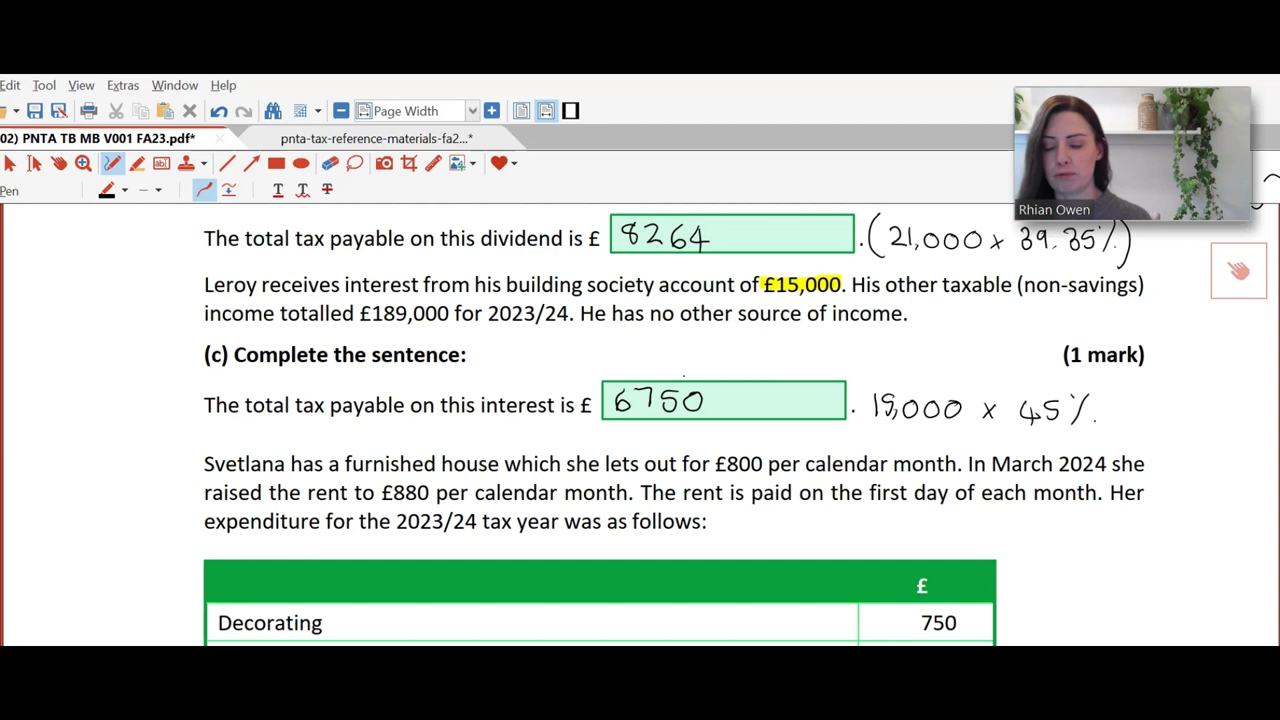 Edit Tool View Extras Window Help
Page Width
02) PNTA TB MB V001 FA23.pdf* pnta-tax-reference-materials-fa2...*
Pen
Rhian Owen
The total tax payable on this dividend is £ 8264 . (21,000 x 39.35%)
Leroy receives interest from his building society account of £15,000. His other taxable (non-savings)
income totalled £189,000 for 2023/24. He has no other source of income.
(c) Complete the sentence: (1 mark)
The total tax payable on this interest is £ 6750 . 15,000 x 45%.
Svetlana has a furnished house which she lets out for £800 per calendar month. In March 2024 she
raised the rent to £880 per calendar month. The rent is paid on the first day of each month. Her
expenditure for the 2023/24 tax year was as follows:
£
Decorating 750